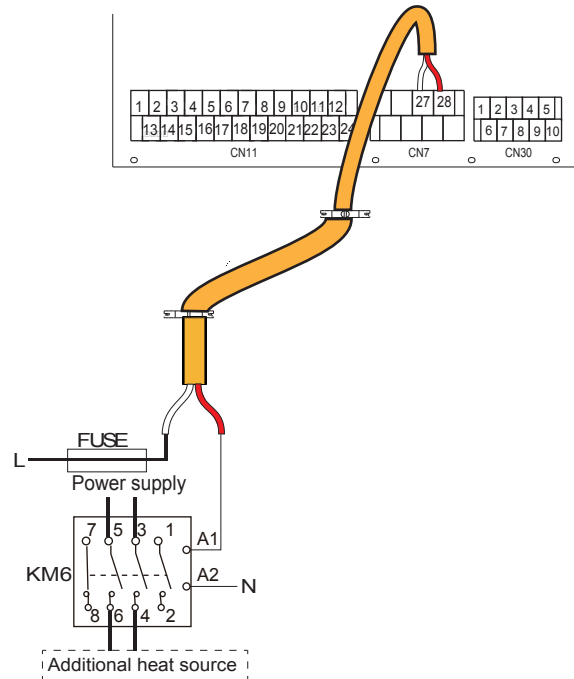 1 2 3 4 5 6 7 8 9 10 11 12
27 28
1 2 3 4 5
13 14 15 16 17 18 19 20 21 22 23 24
6 7 8 9 10
CN11
CN7
CN30
FUSE
L
Power supply
7 5 3 1
A1
KM6
A2
N
8 6 4 2
Additional heat source